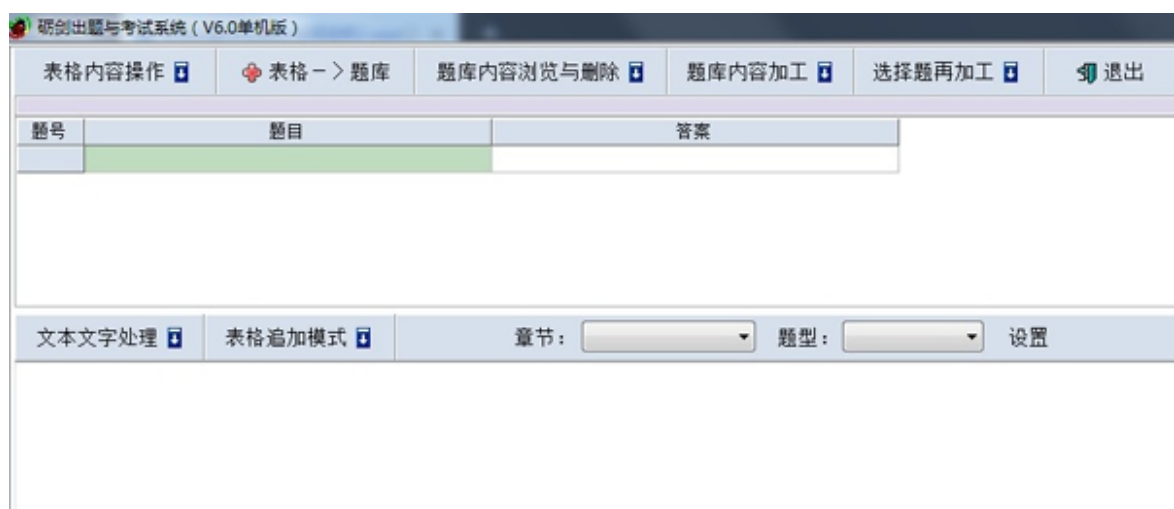 砺剑出题与考试系统(V6.0单机版)
表格内容操作 表格－＞题库 题库内容浏览与删除 题库内容加工 选择题再加工 退出
题号 题目 答案
文本文字处理 表格追加模式 章节： 题型： 设置